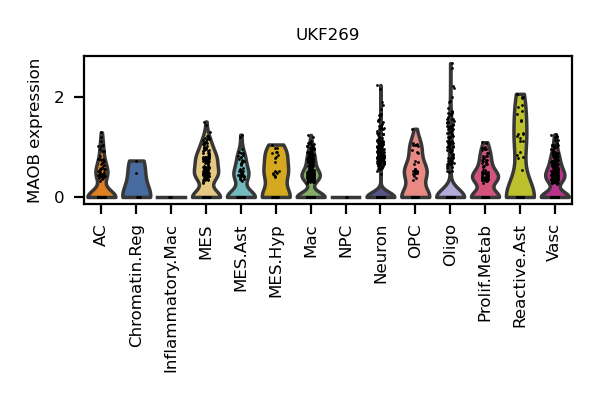 UKF269
MAOB expression
2
0
AC
Chromatin.Reg
Inflammatory.Mac
MES
MES.Ast
MES.Hyp
Mac
NPC
Neuron
OPC
Oligo
Prolif.Metab
Reactive.Ast
Vasc